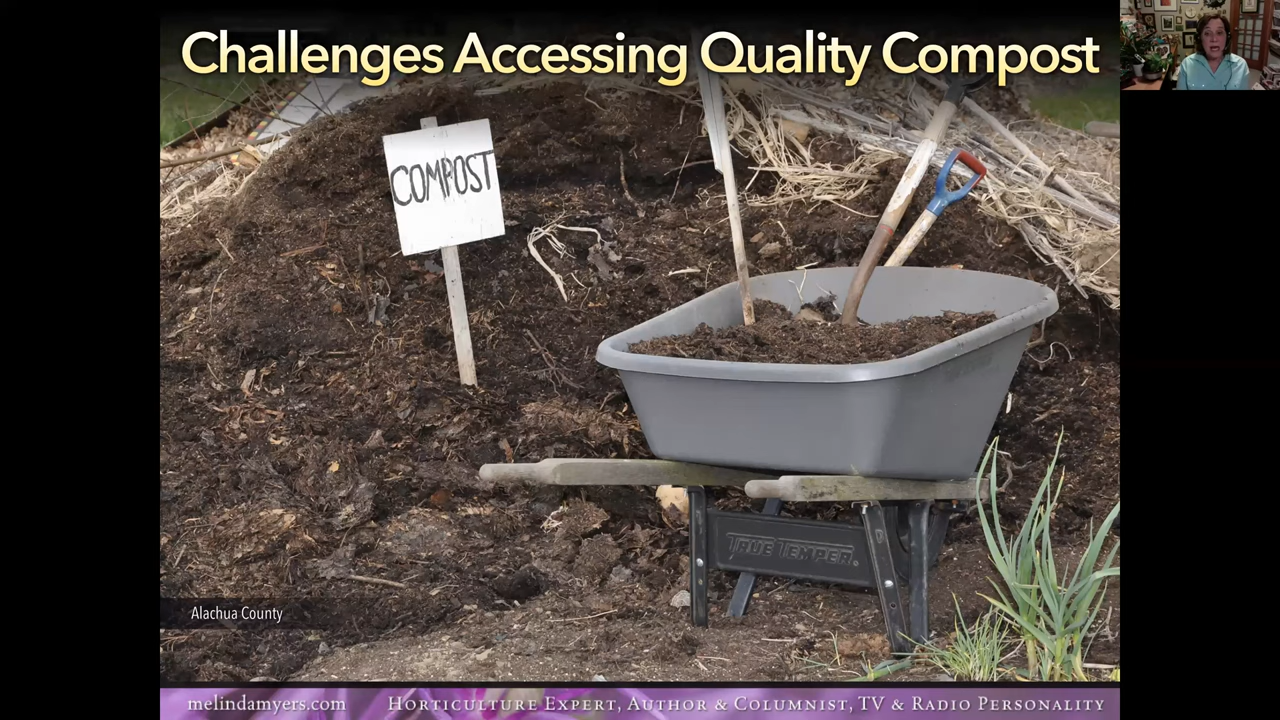 Challenges Accessing Quality Compost
COMPOST
TRUE TEMPER®
Alachua County
melindamyers.com HORTICULTURE EXPERT, AUTHOR & COLUMNIST, TV & RADIO PERSONALITY